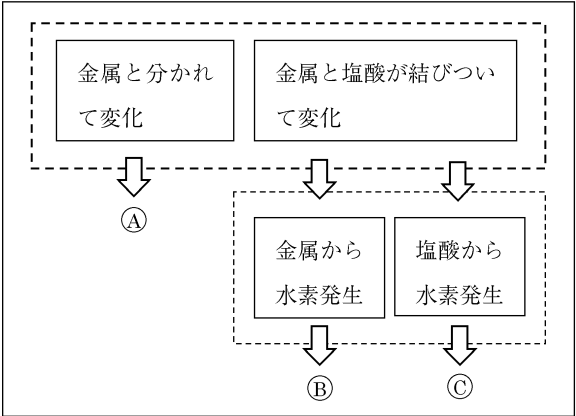 金属と分かれ
て変化
金属と塩酸が結びつい
て変化
Ⓐ
金属から
水素発生
塩酸から
水素発生
Ⓑ
Ⓒ